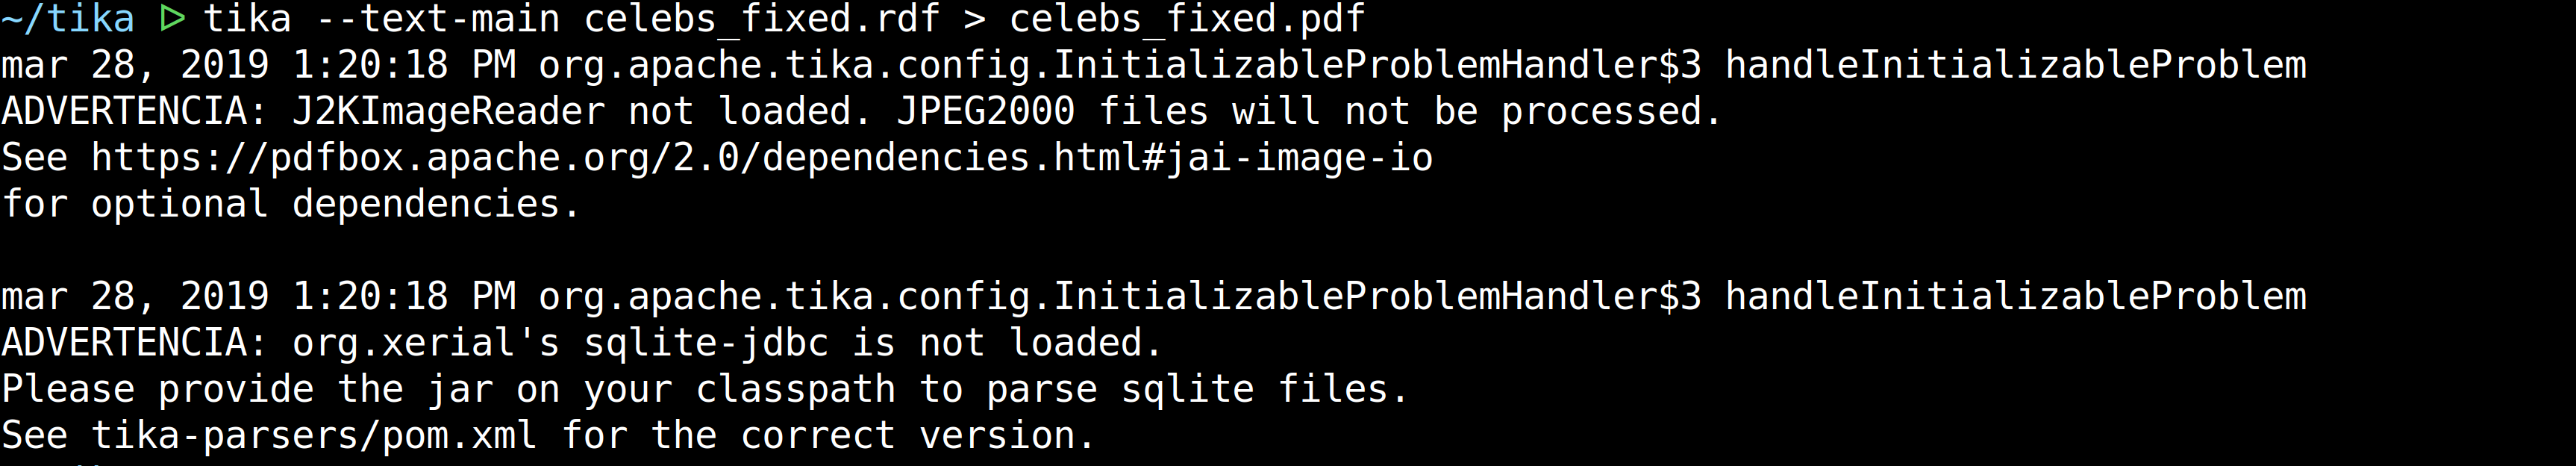 ~/tika ▷ tika --text-main celebs_fixed.rdf > celebs_fixed.pdf
mar 28, 2019 1:20:18 PM org.apache.tika.config.InitializableProblemHandler$3 handleInitializableProblem
ADVERTENCIA: J2KImageReader not loaded. JPEG2000 files will not be processed.
See https://pdfbox.apache.org/2.0/dependencies.html#jai-image-io
for optional dependencies.
mar 28, 2019 1:20:18 PM org.apache.tika.config.InitializableProblemHandler$3 handleInitializableProblem
ADVERTENCIA: org.xerial's sqlite-jdbc is not loaded.
Please provide the jar on your classpath to parse sqlite files.
See tika-parsers/pom.xml for the correct version.